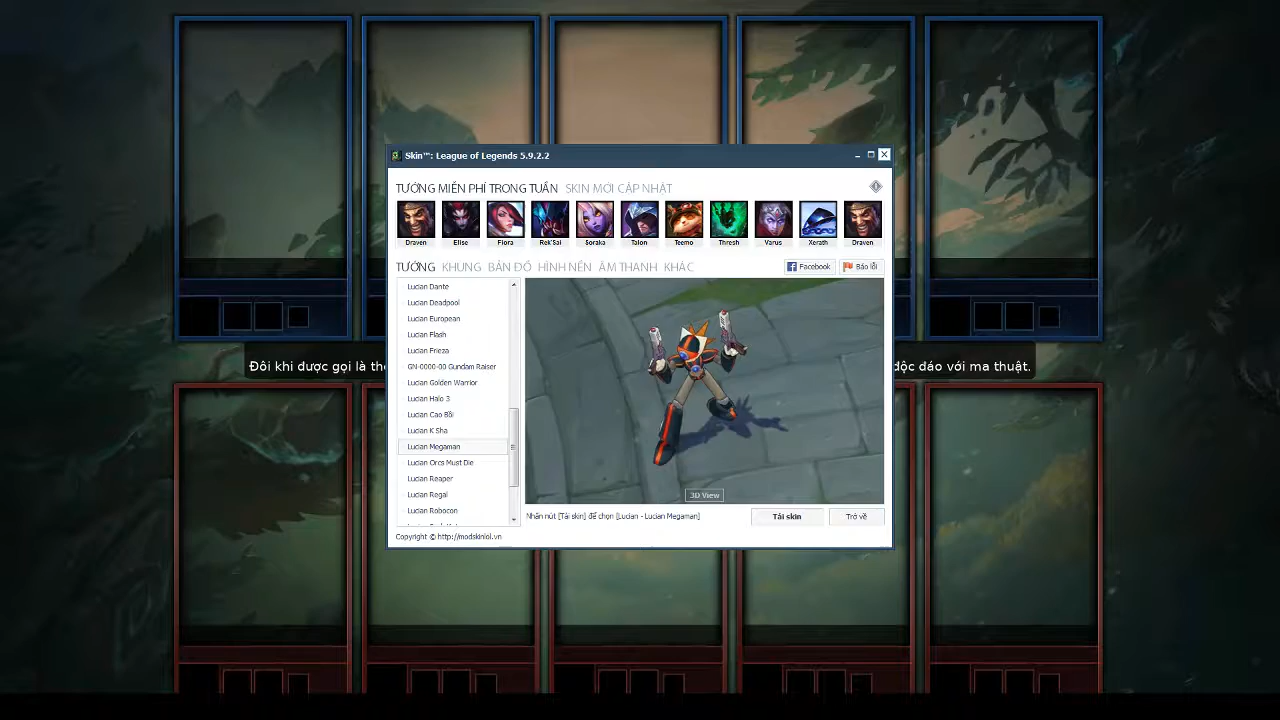 Skin™: League of Legends 5.9.2.2
TƯỚNG MIỄN PHÍ TRONG TUẦN SKIN MỚI CẬP NHẬT
Draven Elise Fiora Rek'Sai Soraka Talon Teemo Thresh Varus Xerath Draven
TƯỚNG KHUNG BẢN ĐỒ HÌNH NỀN ÂM THANH KHÁC Facebook Báo lỗi
Lucian Dante
Lucian Deadpool
Lucian European
Lucian Flash
Lucian Frieza
GN-0000-00 Gundam Raiser
Lucian Golden Warrior
Lucian Halo 3
Lucian Cao Bồi
Lucian K Sha
Lucian Megaman
Lucian Orcs Must Die
Lucian Reaper
Lucian Regal
Lucian Robocon
3D View
Nhấn nút [Tải skin] để chọn [Lucian - Lucian Megaman] Tải skin Trở về
Copyright © http://modskinlol.vn
Đôi khi được gọi là độc đáo với ma thuật.